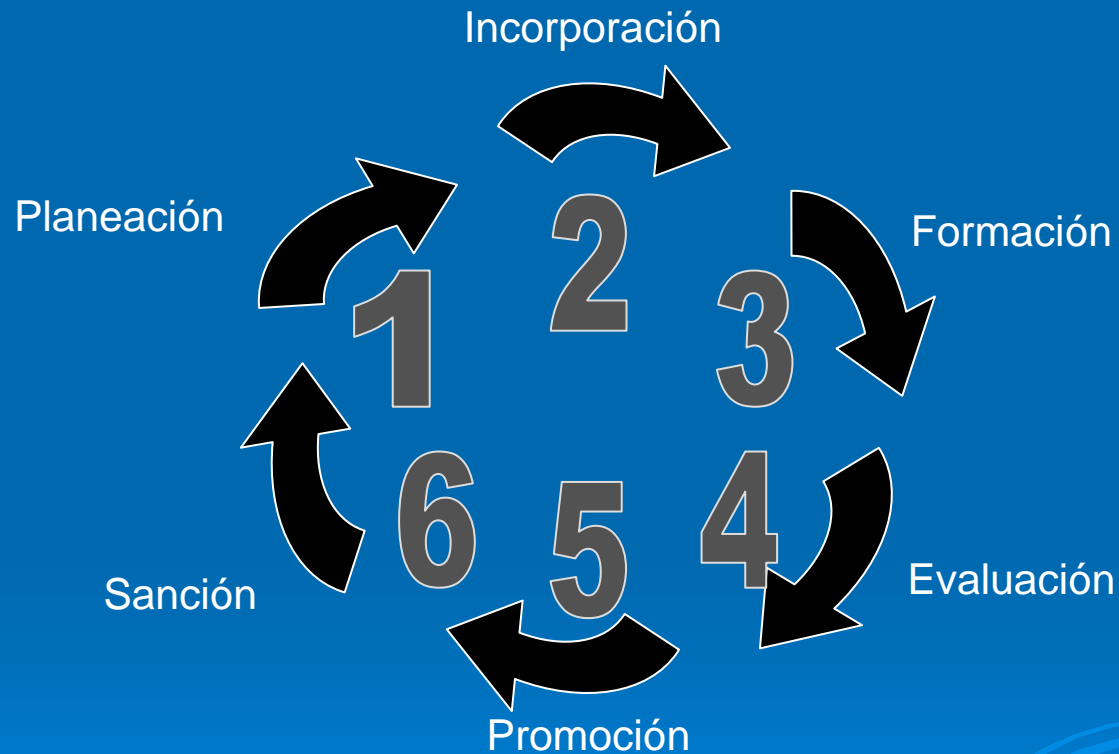 Incorporación
Planeación
Formación
2
1
3
6
5
4
Sanción
Evaluación
Promoción